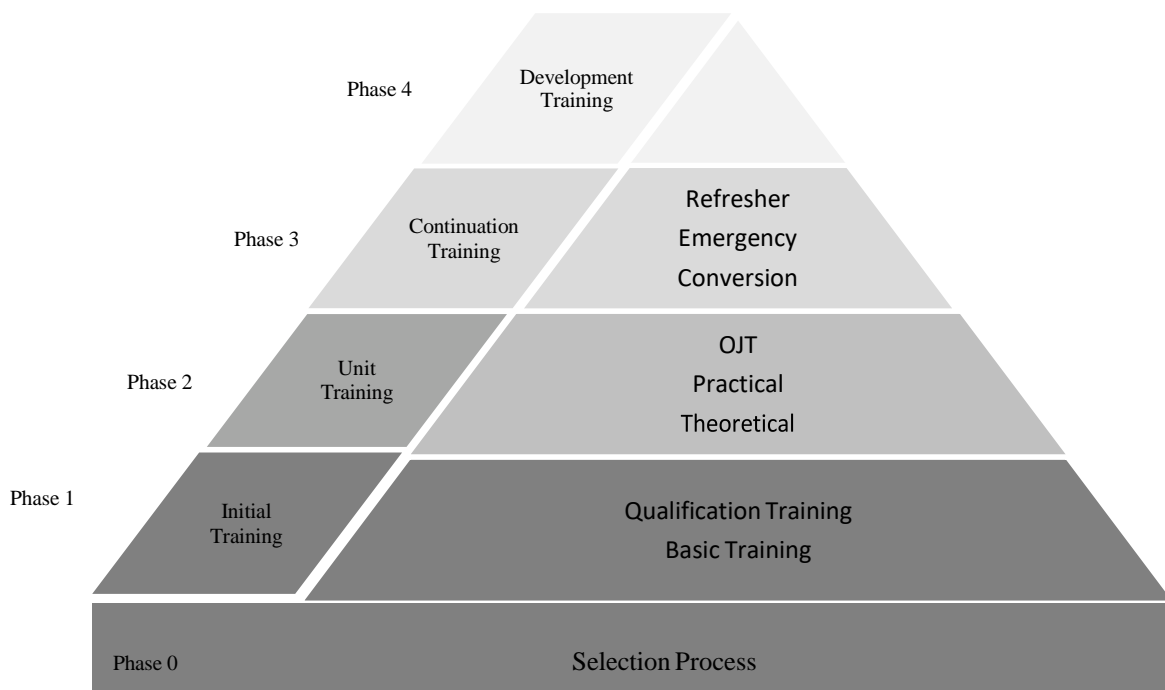 Phase 4
Development
Training
Phase 3
Continuation
Training
Refresher
Emergency
Conversion
Phase 2
Unit
Training
OJT
Practical
Theoretical
Phase 1
Initial
Training
Qualification Training
Basic Training
Phase 0
Selection Process